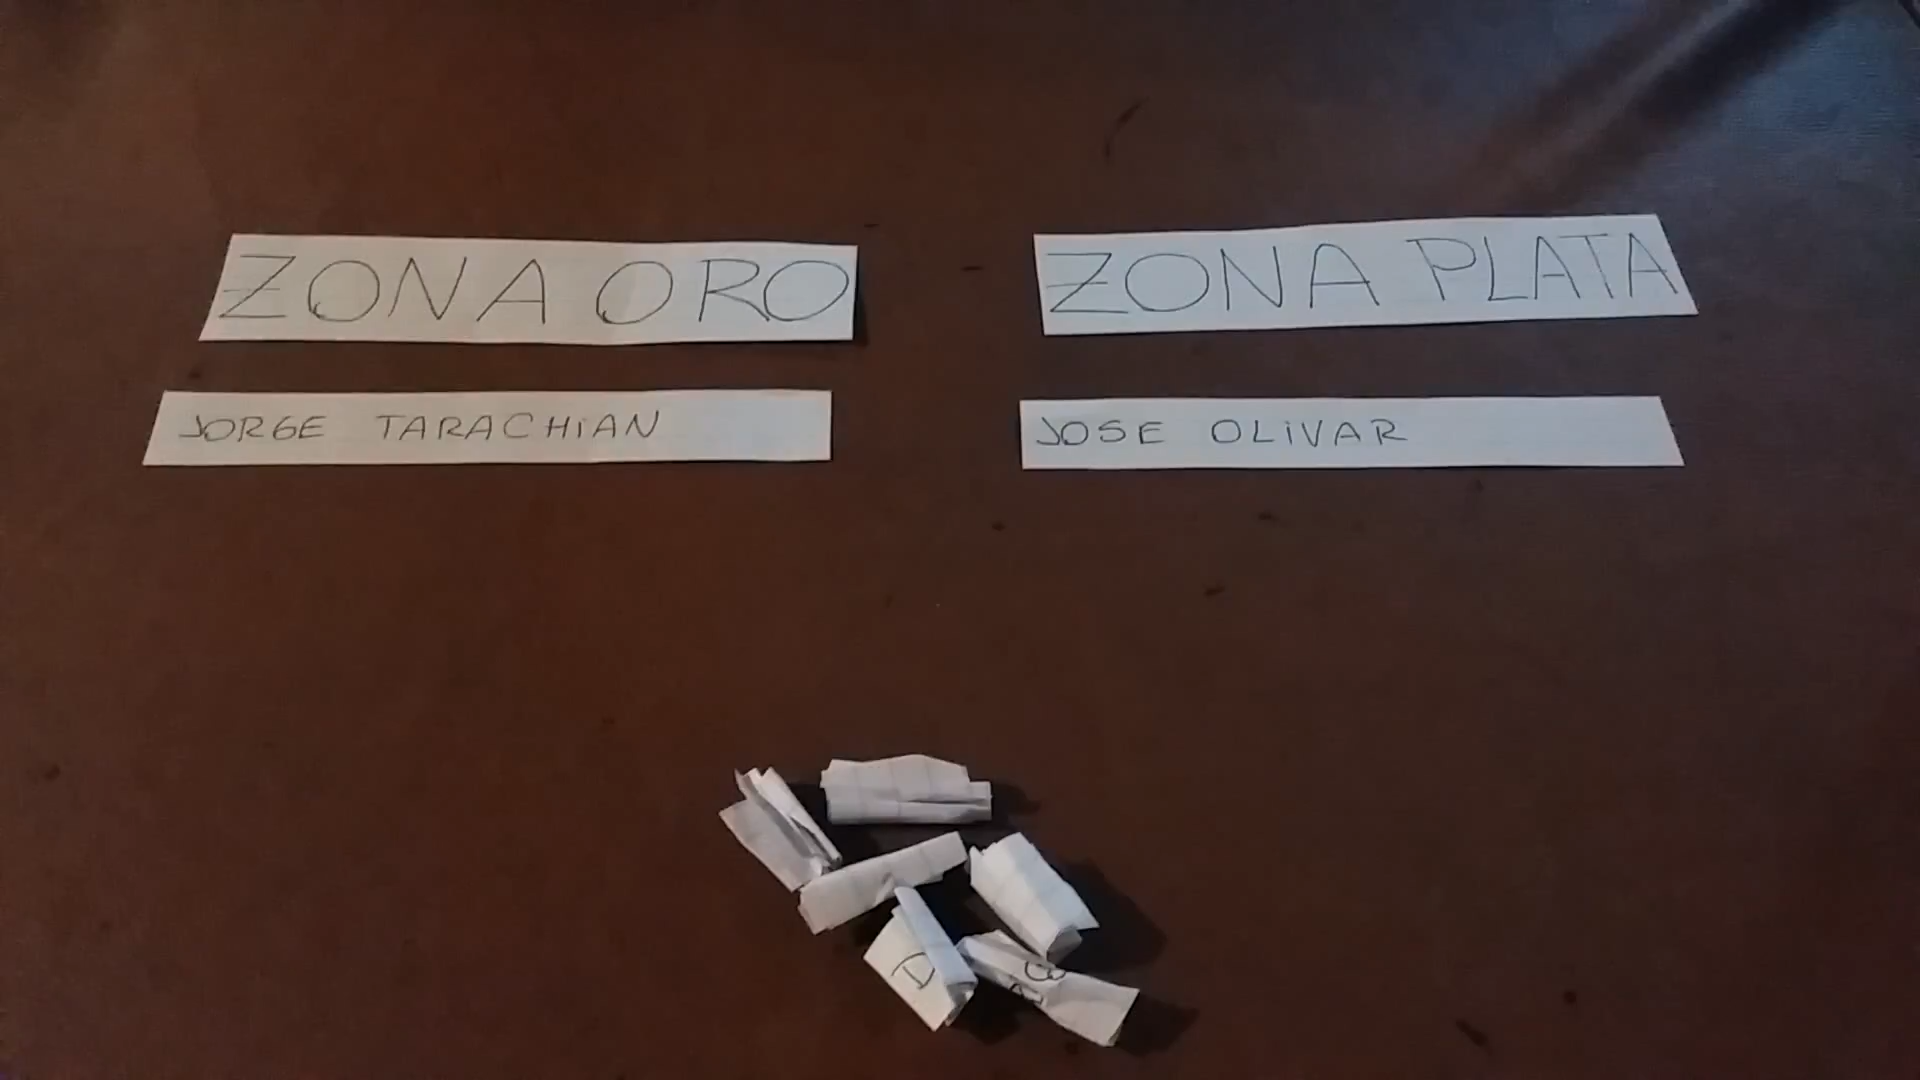 ZONA ORO
ZONA PLATA
JORGE TARACHiAN
JOSE OLiVAR
D